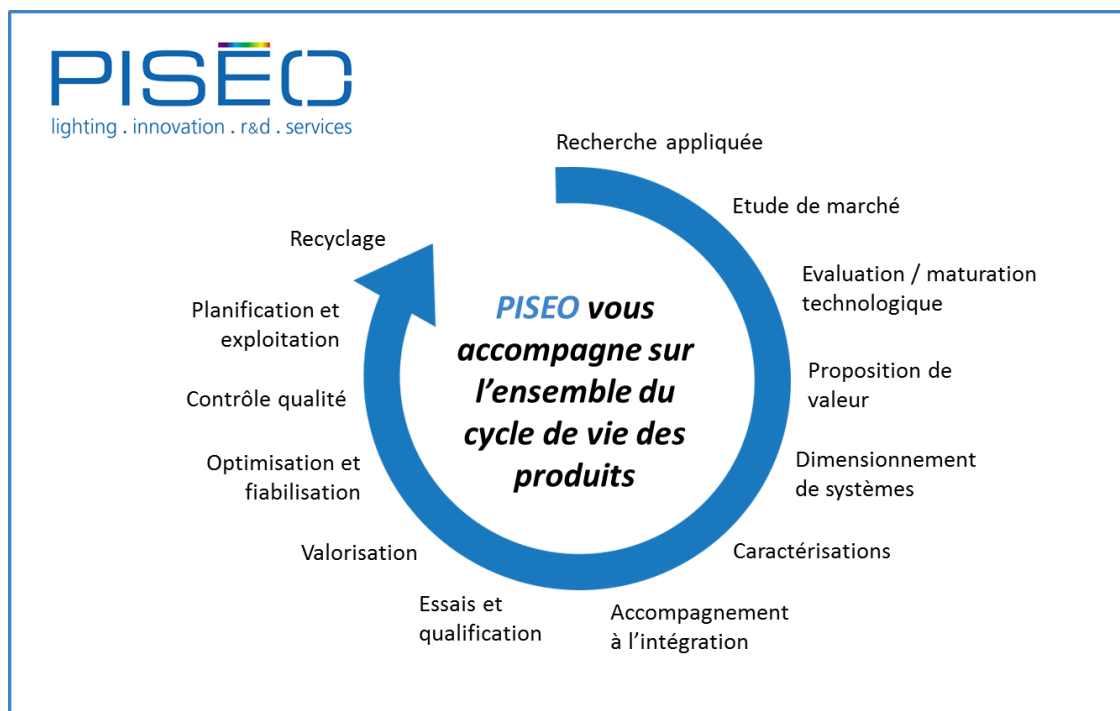 PISĒO
lighting . innovation . r&d . services
Recherche appliquée
Etude de marché
Evaluation / maturation
technologique
Proposition de
valeur
Dimensionnement
de systèmes
Caractérisations
Accompagnement
à l’intégration
Essais et
qualification
Valorisation
Optimisation et
fiabilisation
Contrôle qualité
Planification et
exploitation
Recyclage
PISEO vous
accompagne sur
l’ensemble du
cycle de vie des
produits